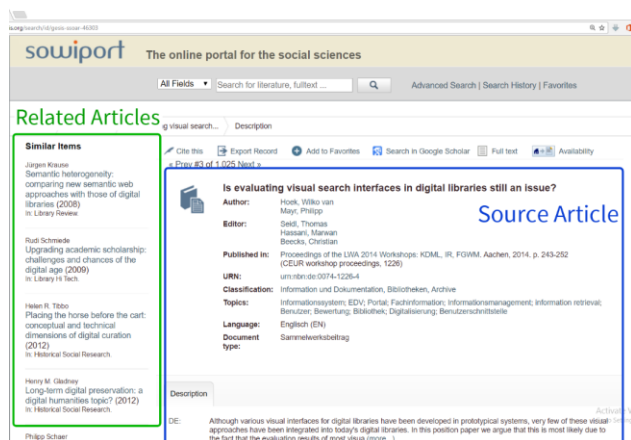 sowiport The online portal for the social sciences
All Fields Search for literature, fulltext ... Advanced Search | Search History | Favorites
Related Articles
g visual search... Description
Similar Items
Jürgen Krause
Semantic heterogeneity:
comparing new semantic web
approaches with those of digital
libraries (2008)
In: Library Review.
Rudi Schmiede
Upgrading academic scholarship:
challenges and chances of the
digital age (2009)
In: Library Hi Tech.
Helen R. Tibbo
Placing the horse before the cart:
conceptual and technical
dimensions of digital curation
(2012)
In: Historical Social Research.
Henry M. Gladney
Long-term digital preservation: a
digital humanities topic? (2012)
In: Historical Social Research.
Philipp Schaer
Cite this Export Record Add to Favorites Search in Google Scholar Full text Availability
« Prev #3 of 1.025 Next »
Is evaluating visual search interfaces in digital libraries still an issue?
Source Article
Author: Hoek, Wilko van
Mayr, Philipp
Editor: Seidl, Thomas
Hassani, Marwan
Beecks, Christian
Published in: Proceedings of the LWA 2014 Workshops: KDML, IR, FGWM. Aachen, 2014. p. 243-252
(CEUR workshop proceedings, 1226)
URN: urn:nbn:de:0074-1226-4
Classification: Information und Dokumentation, Bibliotheken, Archive
Topics: Informationssystem; EDV; Portal; Fachinformation; Informationsmanagement; information retrieval;
Benutzer; Bewertung; Bibliothek; Digitalisierung; Benutzerschnittstelle
Language: Englisch (EN)
Document Sammelwerksbeitrag
type:
Description
DE: Although various visual interfaces for digital libraries have been developed in prototypical systems, very few of these visual
approaches have been integrated into today's digital libraries. In this position paper we argue that this is most likely due to
the fact that the evaluation results of most visua (more...)